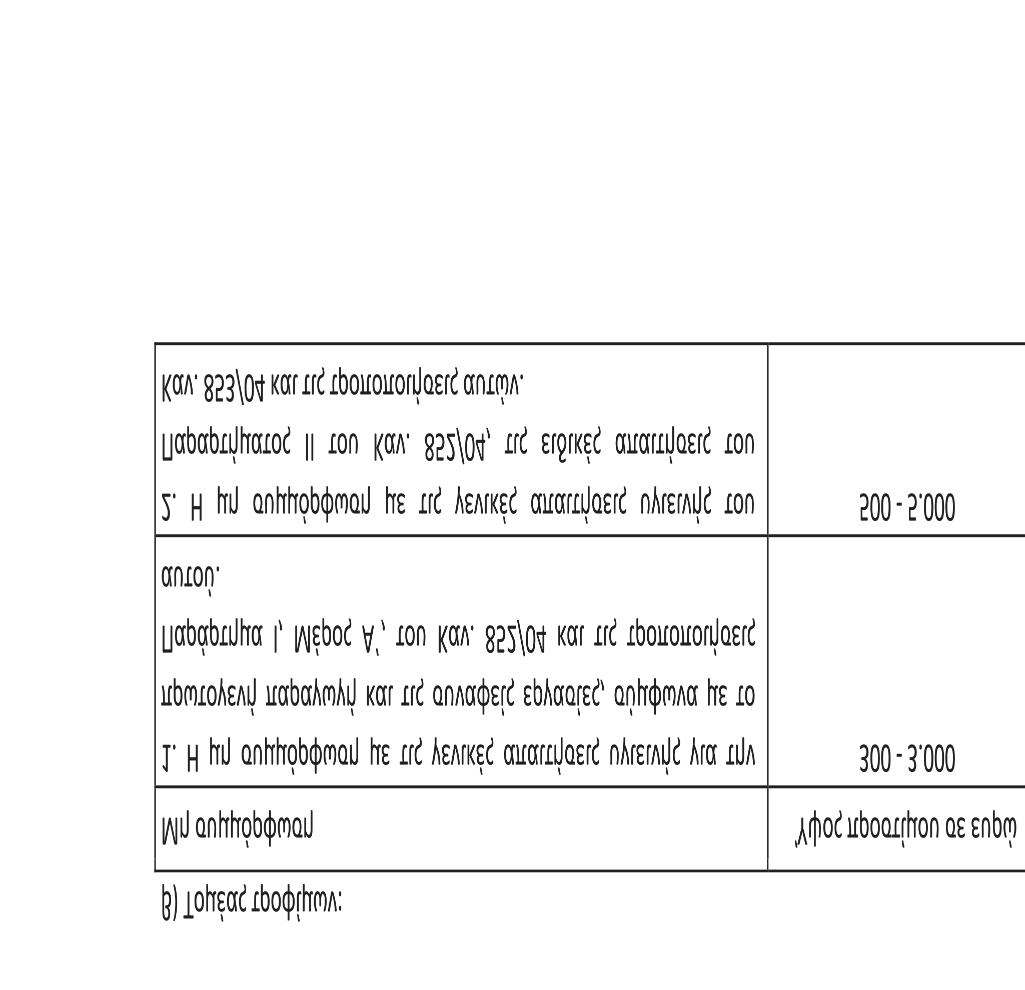 β) Τομέας τροφίμων:
Μη συμμόρφωση
Ύψος προστίμου σε ευρώ
1. Η μη συμμόρφωση με τις γενικές απαιτήσεις υγιεινής για την
πρωτογενή παραγωγή και τις συναφείς εργασίες, σύμφωνα με το
Παράρτημα Ι, Μέρος Α΄, του Καν. 852/04 και τις τροποποιήσεις
αυτού.
300 - 3.000
2. Η μη συμμόρφωση με τις γενικές απαιτήσεις υγιεινής του
Παραρτήματος ΙΙ του Καν. 852/04, τις ειδικές απαιτήσεις του
Καν. 853/04 και τις τροποποιήσεις αυτών.
500 - 5.000